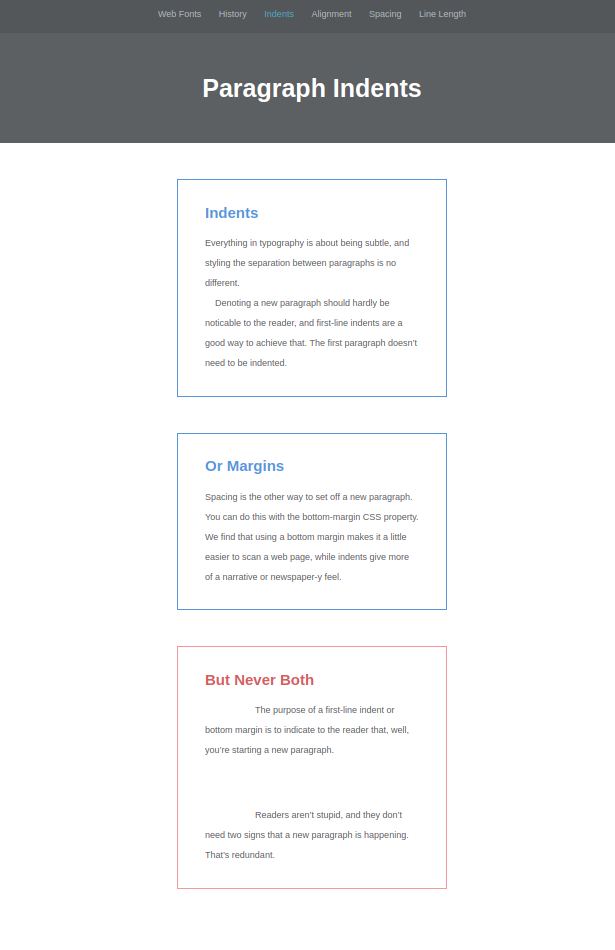 Web Fonts History Indents Alignment Spacing Line Length
Paragraph Indents
Indents
Everything in typography is about being subtle, and
styling the separation between paragraphs is no
different.
Denoting a new paragraph should hardly be
noticable to the reader, and first-line indents are a
good way to achieve that. The first paragraph doesn’t
need to be indented.
Or Margins
Spacing is the other way to set off a new paragraph.
You can do this with the bottom-margin CSS property.
We find that using a bottom margin makes it a little
easier to scan a web page, while indents give more
of a narrative or newspaper-y feel.
But Never Both
The purpose of a first-line indent or
bottom margin is to indicate to the reader that, well,
you’re starting a new paragraph.
Readers aren’t stupid, and they don’t
need two signs that a new paragraph is happening.
That’s redundant.